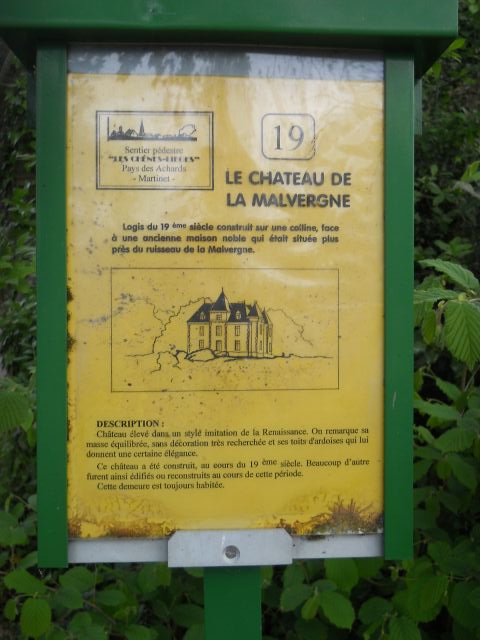 Sentier pédestre
"LES CHÊNES-LIEGES"
Pays des Achards
- Martinet -
19
LE CHATEAU DE
LA MALVERGNE
Logis du 19 ème siècle construit sur une colline, face
à une ancienne maison noble qui était située plus
près du ruisseau de la Malvergne.
DESCRIPTION :
Château élevé dans un style imitation de la Renaissance. On remarque sa
masse équilibrée, sans décoration très recherchée et ses toits d'ardoises qui lui
donnent une certaine élégance.
Ce château a été construit, au cours du 19 ème siècle. Beaucoup d'autre
furent ainsi édifiés ou reconstruits au cours de cette période.
Cette demeure est toujours habitée.